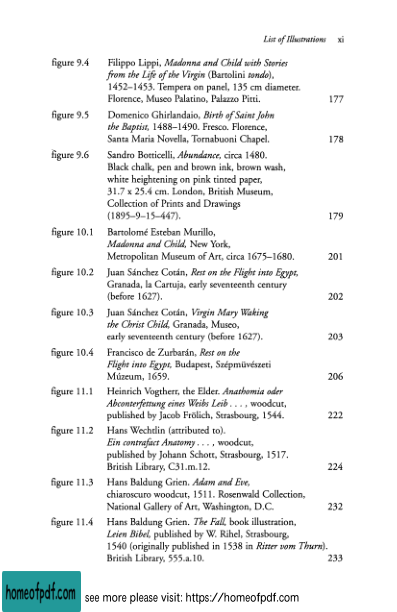 List of Illustrations xi
figure 9.4 Filippo Lippi, Madonna and Child with Stories
from the Life of the Virgin (Bartolini tondo),
1452–1453. Tempera on panel, 135 cm diameter.
Florence, Museo Palatino, Palazzo Pitti. 177
figure 9.5 Domenico Ghirlandaio, Birth of Saint John
the Baptist, 1488–1490. Fresco. Florence,
Santa Maria Novella, Tornabuoni Chapel. 178
figure 9.6 Sandro Botticelli, Abundance, circa 1480.
Black chalk, pen and brown ink, brown wash,
white heightening on pink tinted paper,
31.7 x 25.4 cm. London, British Museum,
Collection of Prints and Drawings
(1895–9–15–447). 179
figure 10.1 Bartolomé Esteban Murillo,
Madonna and Child, New York,
Metropolitan Museum of Art, circa 1675–1680. 201
figure 10.2 Juan Sánchez Cotán, Rest on the Flight into Egypt,
Granada, la Cartuja, early seventeenth century
(before 1627). 202
figure 10.3 Juan Sánchez Cotán, Virgin Mary Waking
the Christ Child, Granada, Museo,
early seventeenth century (before 1627). 203
figure 10.4 Francisco de Zurbarán, Rest on the
Flight into Egypt, Budapest, Szépmüvészeti
Múzeum, 1659. 206
figure 11.1 Heinrich Vogtherr, the Elder. Anathomia oder
Abconterfettung eines Weibs Leib . . . , woodcut,
published by Jacob Frölich, Strasbourg, 1544. 222
figure 11.2 Hans Wechtlin (attributed to).
Ein contrafact Anatomy . . . , woodcut,
published by Johann Schott, Strasbourg, 1517.
British Library, C31.m.12. 224
figure 11.3 Hans Baldung Grien. Adam and Eve,
chiaroscuro woodcut, 1511. Rosenwald Collection,
National Gallery of Art, Washington, D.C. 232
figure 11.4 Hans Baldung Grien. The Fall, book illustration,
Leien Bibel, published by W. Rihel, Strasbourg,
1540 (originally published in 1538 in Ritter vom Thurn).
British Library, 555.a.10. 233
homeofpdf.com
see more please visit: https://homeofpdf.com